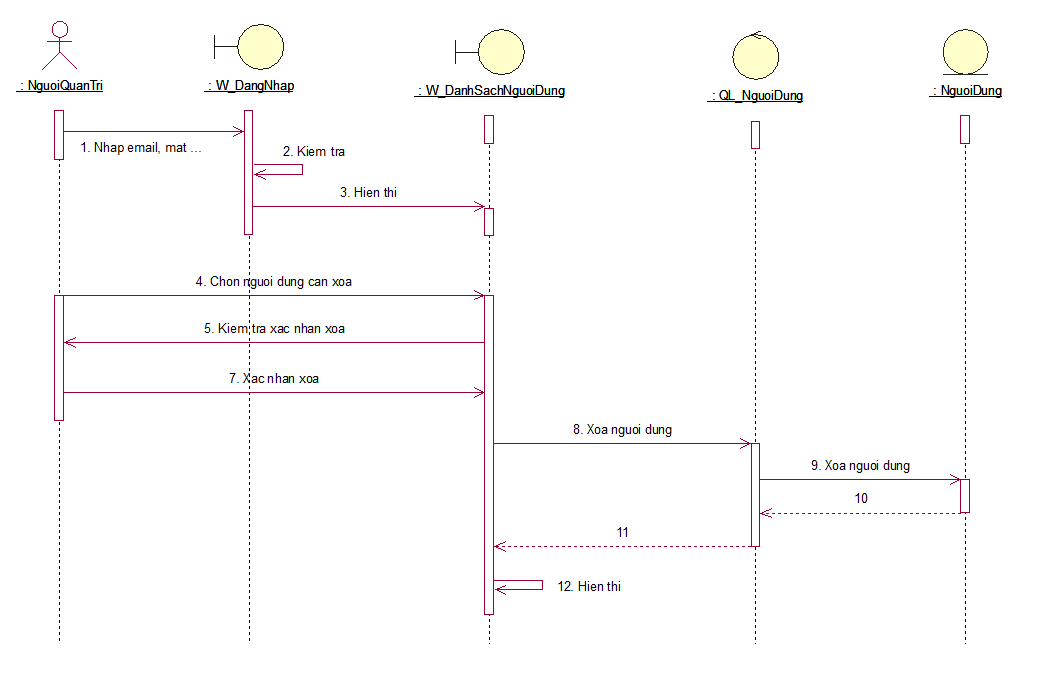 : NguoiQuanTri
: W_DangNhap
: W_DanhSachNguoiDung
: QL_NguoiDung
: NguoiDung
1. Nhap email, mat ...
2. Kiem tra
3. Hien thi
4. Chon nguoi dung can xoa
5. Kiem tra xac nhan xoa
7. Xac nhan xoa
8. Xoa nguoi dung
9. Xoa nguoi dung
10
11
12. Hien thi